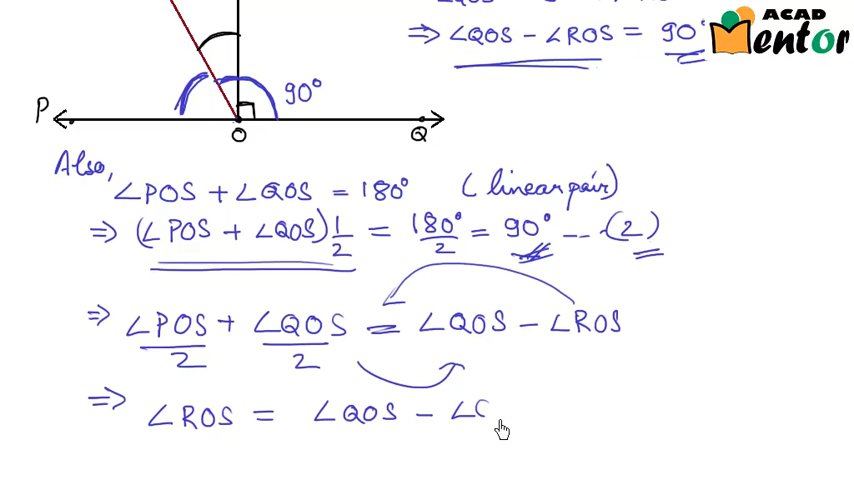 ACAD
Mentor
⇒ ∠QOS − ∠ROS = 90°
90°
P
O
Q
Also,
∠POS + ∠QOS = 180° (linear pair)
⇒ (∠POS + ∠QOS) 1/2 = 180°/2 = 90° -- (2)
⇒ ∠POS/2 + ∠QOS/2 = ∠QOS − ∠ROS
⇒ ∠ROS = ∠QOS − ∠